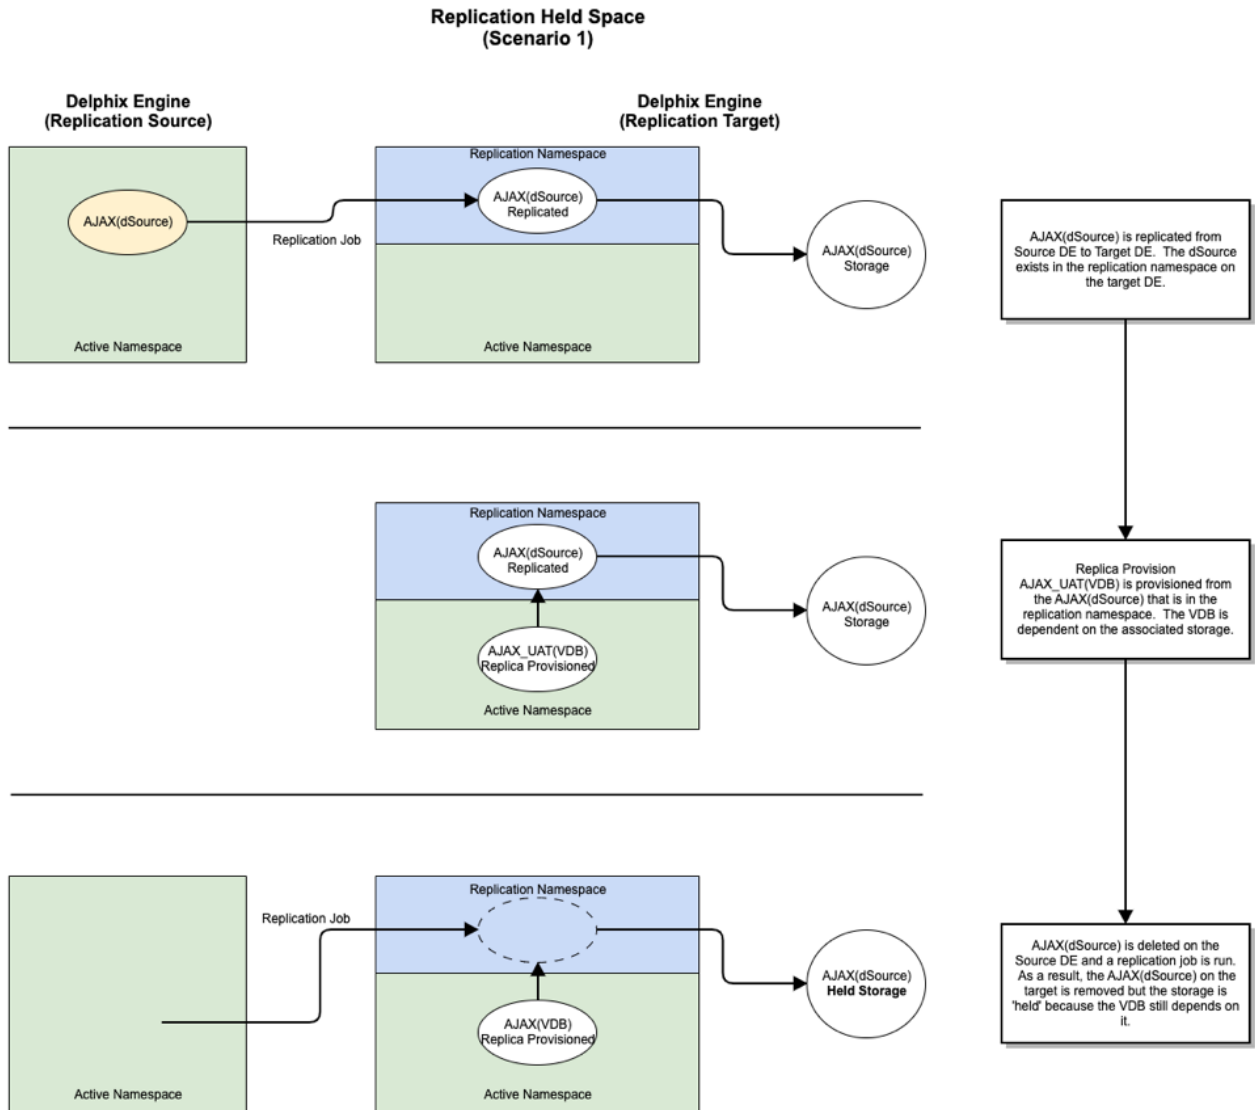 Replication Held Space
(Scenario 1)
Delphix Engine
(Replication Source)
Delphix Engine
(Replication Target)
AJAX(dSource)
Active Namespace
Replication Job
Replication Namespace
AJAX(dSource)
Replicated
Active Namespace
AJAX(dSource)
Storage
AJAX(dSource) is replicated from
Source DE to Target DE.  The dSource
exists in the replication namespace on
the target DE.
Replication Namespace
AJAX(dSource)
Replicated
AJAX_UAT(VDB)
Replica Provisioned
Active Namespace
AJAX(dSource)
Storage
Replica Provision
AJAX_UAT(VDB) is provisioned from
the AJAX(dSource) that is in the
replication namespace.  The VDB is
dependent on the associated storage.
Active Namespace
Replication Job
Replication Namespace
AJAX(VDB)
Replica Provisioned
Active Namespace
AJAX(dSource)
Held Storage
AJAX(dSource) is deleted on the
Source DE and a replication job is run.
As a result, the AJAX(dSource) on the
target is removed but the storage is
'held' because the VDB still depends on
it.